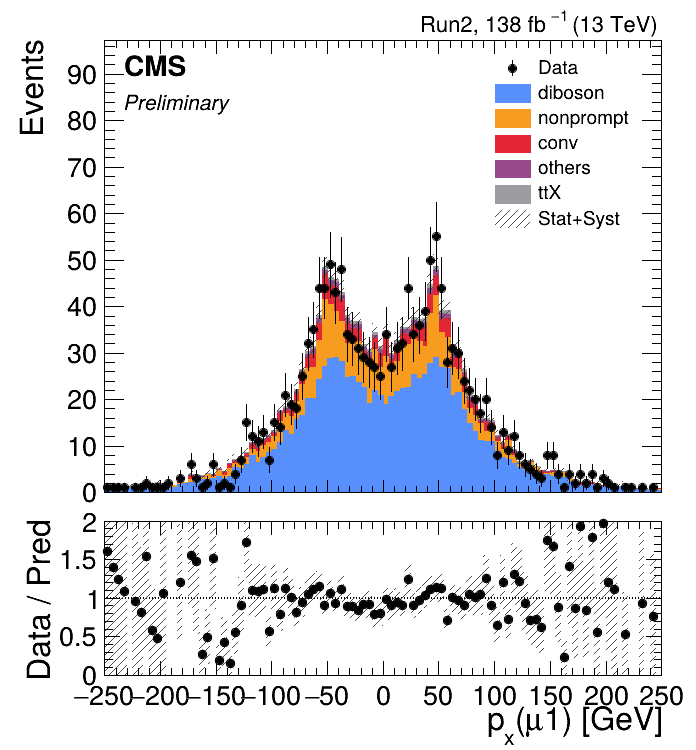 Run2, 138 fb⁻¹ (13 TeV)
Events
CMS
Preliminary
Data
diboson
nonprompt
conv
others
ttX
Stat+Syst
90
80
70
60
50
40
30
20
10
0
Data / Pred
2
1.5
1
0.5
0
−250 −200 −150 −100 −50 0 50 100 150 200 250
pₓ(μ1) [GeV]